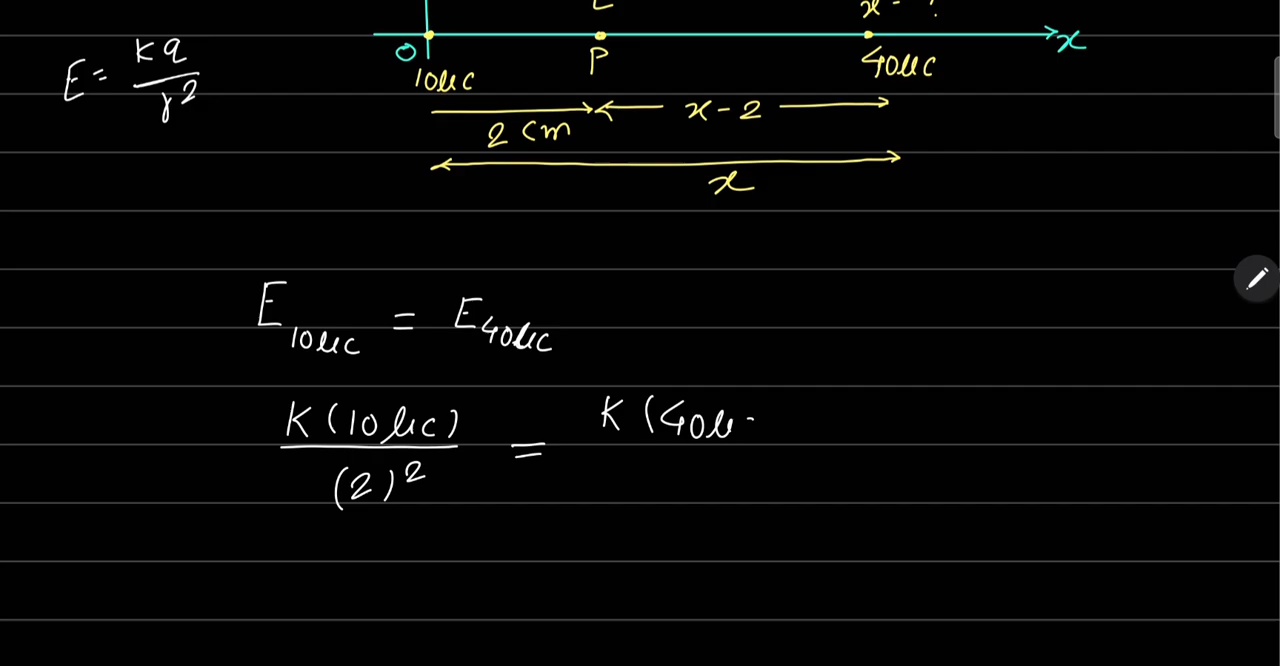 x = ?
O
x
10μc
P
40μc
E = Kq / r²
2 cm
x - 2
x
E10μc = E40μc
K(10μc) / (2)² = K(40μ